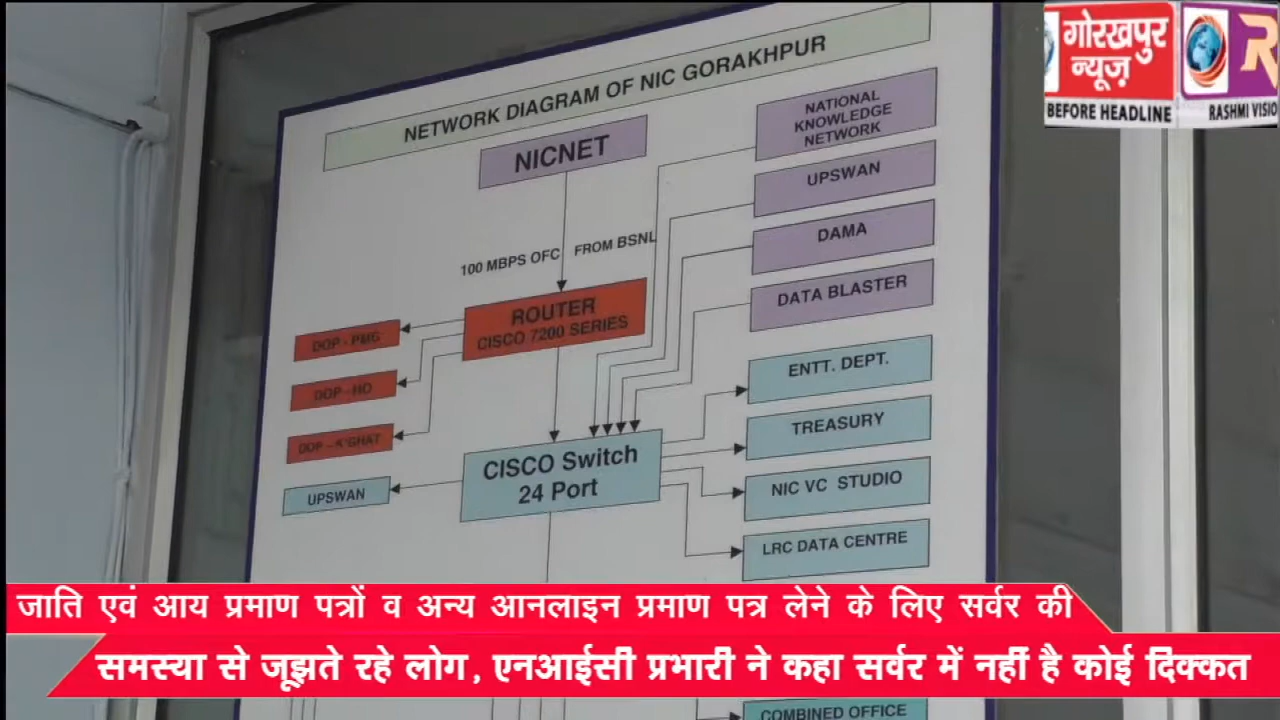 गोरखपुर
न्यूज़
BEFORE HEADLINE
R
RASHMI VISIO
NETWORK DIAGRAM OF NIC GORAKHPUR
NICNET
NATIONAL
KNOWLEDGE
NETWORK
UPSWAN
DAMA
DATA BLASTER
100 MBPS OFC FROM BSNL
ROUTER
CISCO 7200 SERIES
DOP - PMG
DOP - HO
DOP - K'GHAT
UPSWAN
CISCO Switch
24 Port
ENTT. DEPT.
TREASURY
NIC VC STUDIO
LRC DATA CENTRE
COMBINED OFFICE
जाति एवं आय प्रमाण पत्रों व अन्य आनलाइन प्रमाण पत्र लेने के लिए सर्वर की
समस्या से जूझते रहे लोग, एनआईसी प्रभारी ने कहा सर्वर में नहीं है कोई दिक्कत